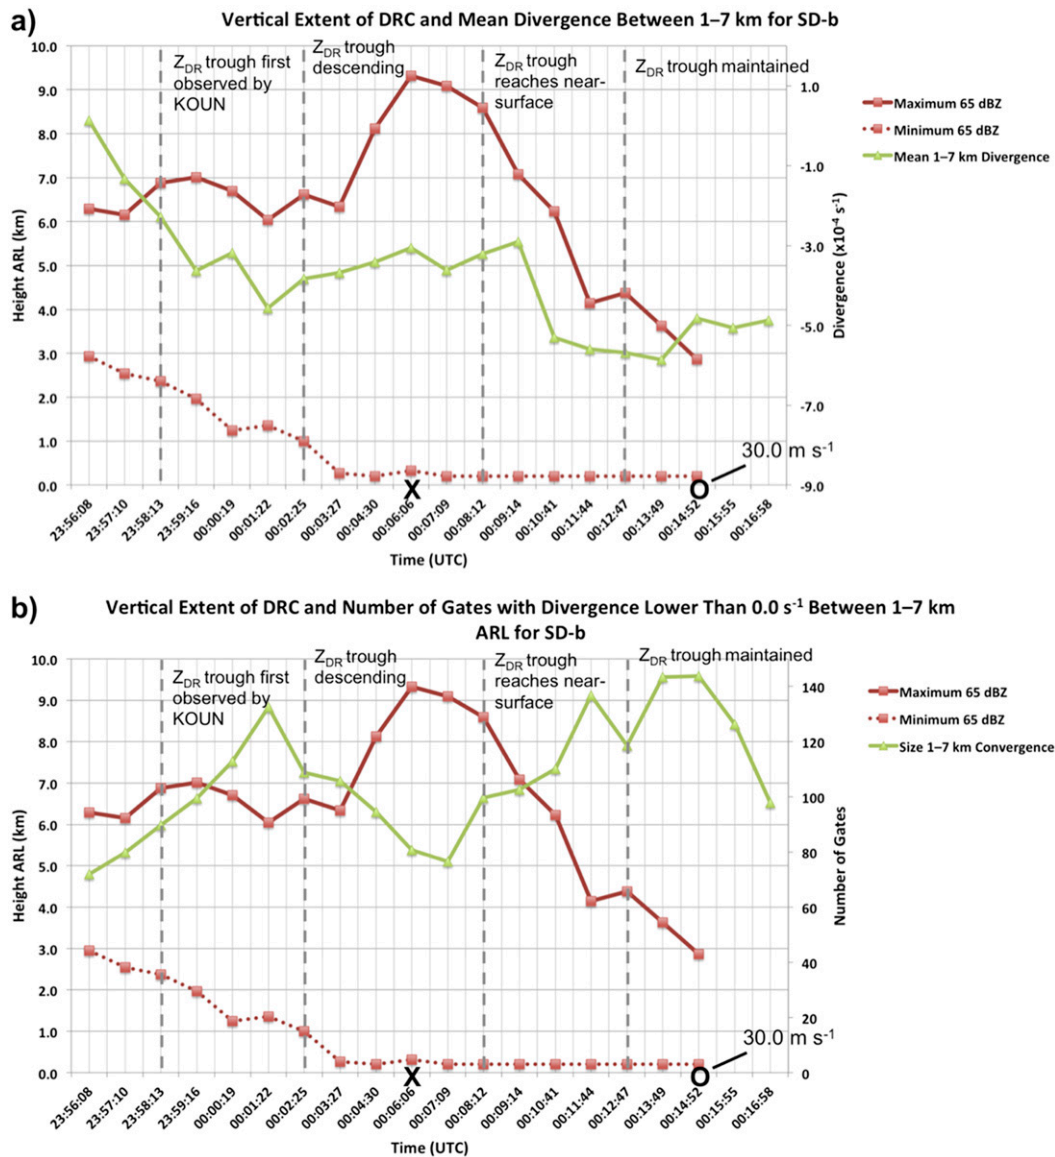 a)
Vertical Extent of DRC and Mean Divergence Between 1–7 km for SD-b
10.0
9.0
8.0
7.0
6.0
5.0
4.0
3.0
2.0
1.0
0.0
Height ARL (km)
Z_DR trough first
observed by
KOUN
Z_DR trough
descending
Z_DR trough
reaches near-
surface
Z_DR trough maintained
1.0
-1.0
-3.0
-5.0
-7.0
-9.0
Divergence (x10⁻⁴ s⁻¹)
Maximum 65 dBZ
Minimum 65 dBZ
Mean 1–7 km Divergence
30.0 m s⁻¹
X
O
23:56:08
23:57:10
23:58:13
23:59:16
00:00:19
00:01:22
00:02:25
00:03:27
00:04:30
00:06:06
00:07:09
00:08:12
00:09:14
00:10:41
00:11:44
00:12:47
00:13:49
00:14:52
00:15:55
00:16:58
Time (UTC)
b)
Vertical Extent of DRC and Number of Gates with Divergence Lower Than 0.0 s⁻¹ Between 1–7 km
ARL for SD-b
10.0
9.0
8.0
7.0
6.0
5.0
4.0
3.0
2.0
1.0
0.0
Height ARL (km)
Z_DR trough first
observed by
KOUN
Z_DR trough
descending
Z_DR trough
reaches near-
surface
Z_DR trough maintained
140
120
100
80
60
40
20
0
Number of Gates
Maximum 65 dBZ
Minimum 65 dBZ
Size 1–7 km Convergence
30.0 m s⁻¹
X
O
23:56:08
23:57:10
23:58:13
23:59:16
00:00:19
00:01:22
00:02:25
00:03:27
00:04:30
00:06:06
00:07:09
00:08:12
00:09:14
00:10:41
00:11:44
00:12:47
00:13:49
00:14:52
00:15:55
00:16:58
Time (UTC)